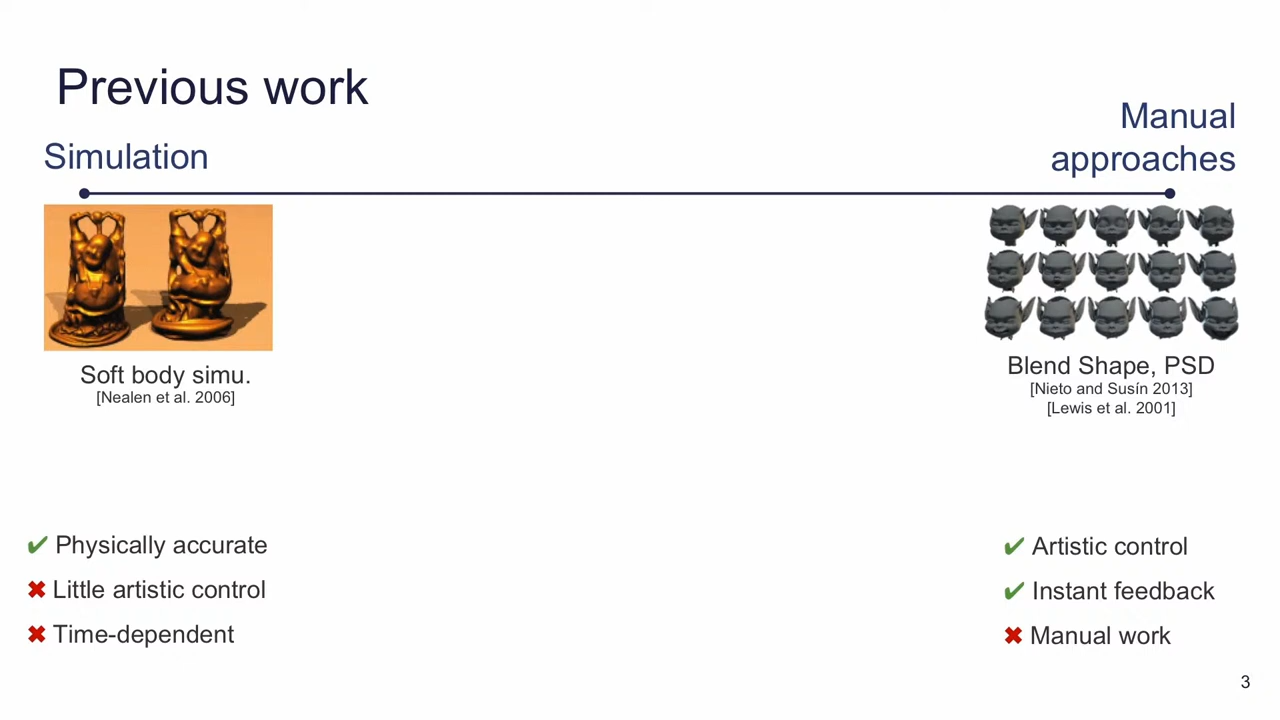 Previous work
Simulation
Manual
approaches
Soft body simu.
[Nealen et al. 2006]
Blend Shape, PSD
[Nieto and Susín 2013]
[Lewis et al. 2001]
✔ Physically accurate
✖ Little artistic control
✖ Time-dependent
✔ Artistic control
✔ Instant feedback
✖ Manual work
3